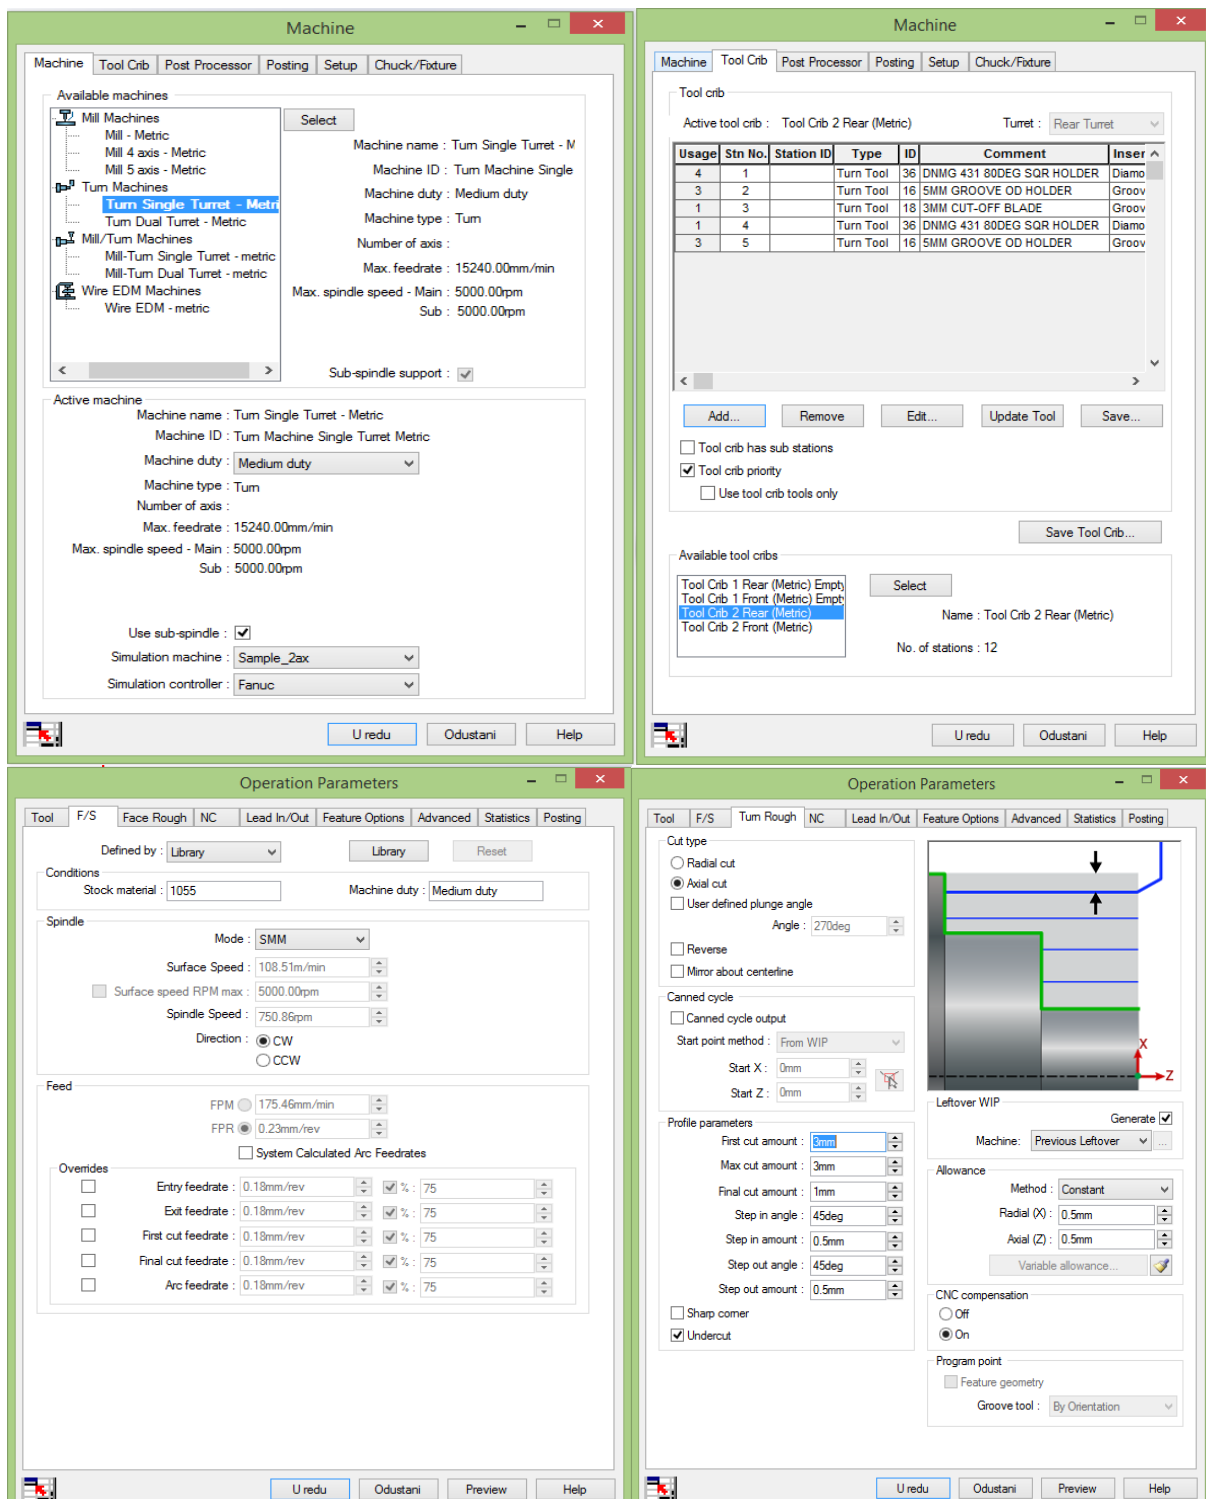 Machine
Machine Tool Crib Post Processor Posting Setup Chuck/Fixture
Available machines
Mill Machines
Mill - Metric
Mill 4 axis - Metric
Mill 5 axis - Metric
Turn Machines
Turn Single Turret - Metri
Turn Dual Turret - Metric
Mill/Turn Machines
Mill-Turn Single Turret - metric
Mill-Turn Dual Turret - metric
Wire EDM Machines
Wire EDM - metric
Select
Machine name : Turn Single Turret - M
Machine ID : Turn Machine Single
Machine duty : Medium duty
Machine type : Turn
Number of axis :
Max. feedrate : 15240.00mm/min
Max. spindle speed - Main : 5000.00rpm
Sub : 5000.00rpm
Sub-spindle support :
Active machine
Machine name : Turn Single Turret - Metric
Machine ID : Turn Machine Single Turret Metric
Machine duty : Medium duty
Machine type : Turn
Number of axis :
Max. feedrate : 15240.00mm/min
Max. spindle speed - Main : 5000.00rpm
Sub : 5000.00rpm
Use sub-spindle :
Simulation machine : Sample_2ax
Simulation controller : Fanuc
U redu Odustani Help
Machine
Machine Tool Crib Post Processor Posting Setup Chuck/Fixture
Tool crib
Active tool crib : Tool Crib 2 Rear (Metric) Turret : Rear Turret
Usage Stn No. Station ID Type ID Comment Inser
4 1 Turn Tool 36 DNMG 431 80DEG SQR HOLDER Diamo
3 2 Turn Tool 16 5MM GROOVE OD HOLDER Groov
1 3 Turn Tool 18 3MM CUT-OFF BLADE Groov
1 4 Turn Tool 36 DNMG 431 80DEG SQR HOLDER Diamo
3 5 Turn Tool 16 5MM GROOVE OD HOLDER Groov
Add... Remove Edit... Update Tool Save...
Tool crib has sub stations
Tool crib priority
Use tool crib tools only
Save Tool Crib...
Available tool cribs
Tool Crib 1 Rear (Metric) Empty
Tool Crib 1 Front (Metric) Empty
Tool Crib 2 Rear (Metric)
Tool Crib 2 Front (Metric)
Select
Name : Tool Crib 2 Rear (Metric)
No. of stations : 12
U redu Odustani Help
Operation Parameters
Tool F/S Face Rough NC Lead In/Out Feature Options Advanced Statistics Posting
Defined by : Library Library Reset
Conditions
Stock material : 1055 Machine duty : Medium duty
Spindle
Mode : SMM
Surface Speed : 108.51m/min
Surface speed RPM max : 5000.00rpm
Spindle Speed : 750.86rpm
Direction : CW
CCW
Feed
FPM 175.46mm/min
FPR 0.23mm/rev
System Calculated Arc Feedrates
Overrides
Entry feedrate : 0.18mm/rev % : 75
Exit feedrate : 0.18mm/rev % : 75
First cut feedrate : 0.18mm/rev % : 75
Final cut feedrate : 0.18mm/rev % : 75
Arc feedrate : 0.18mm/rev % : 75
U redu Odustani Preview Help
Operation Parameters
Tool F/S Turn Rough NC Lead In/Out Feature Options Advanced Statistics Posting
Cut type
Radial cut
Axial cut
User defined plunge angle
Angle : 270deg
Reverse
Mirror about centerline
Canned cycle
Canned cycle output
Start point method : From WIP
Start X : 0mm
Start Z : 0mm
Profile parameters
First cut amount : 3mm
Max cut amount : 3mm
Final cut amount : 1mm
Step in angle : 45deg
Step in amount : 0.5mm
Step out angle : 45deg
Step out amount : 0.5mm
Sharp corner
Undercut
X
Z
Leftover WIP
Generate
Machine: Previous Leftover ...
Allowance
Method : Constant
Radial (X) : 0.5mm
Axial (Z) : 0.5mm
Variable allowance...
CNC compensation
Off
On
Program point
Feature geometry
Groove tool : By Orientation
U redu Odustani Preview Help